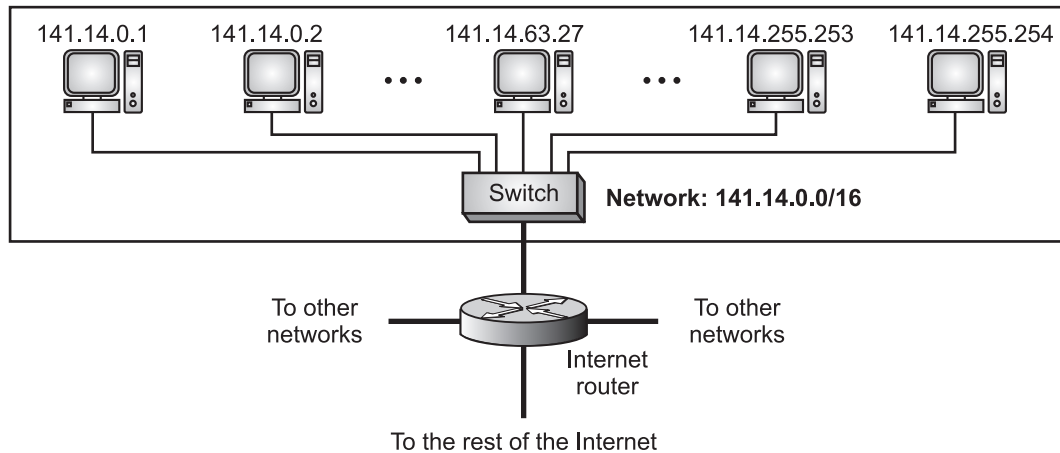 141.14.0.1
141.14.0.2
141.14.63.27
141.14.255.253
141.14.255.254
Switch
Network: 141.14.0.0/16
To other
networks
To other
networks
Internet
router
To the rest of the Internet